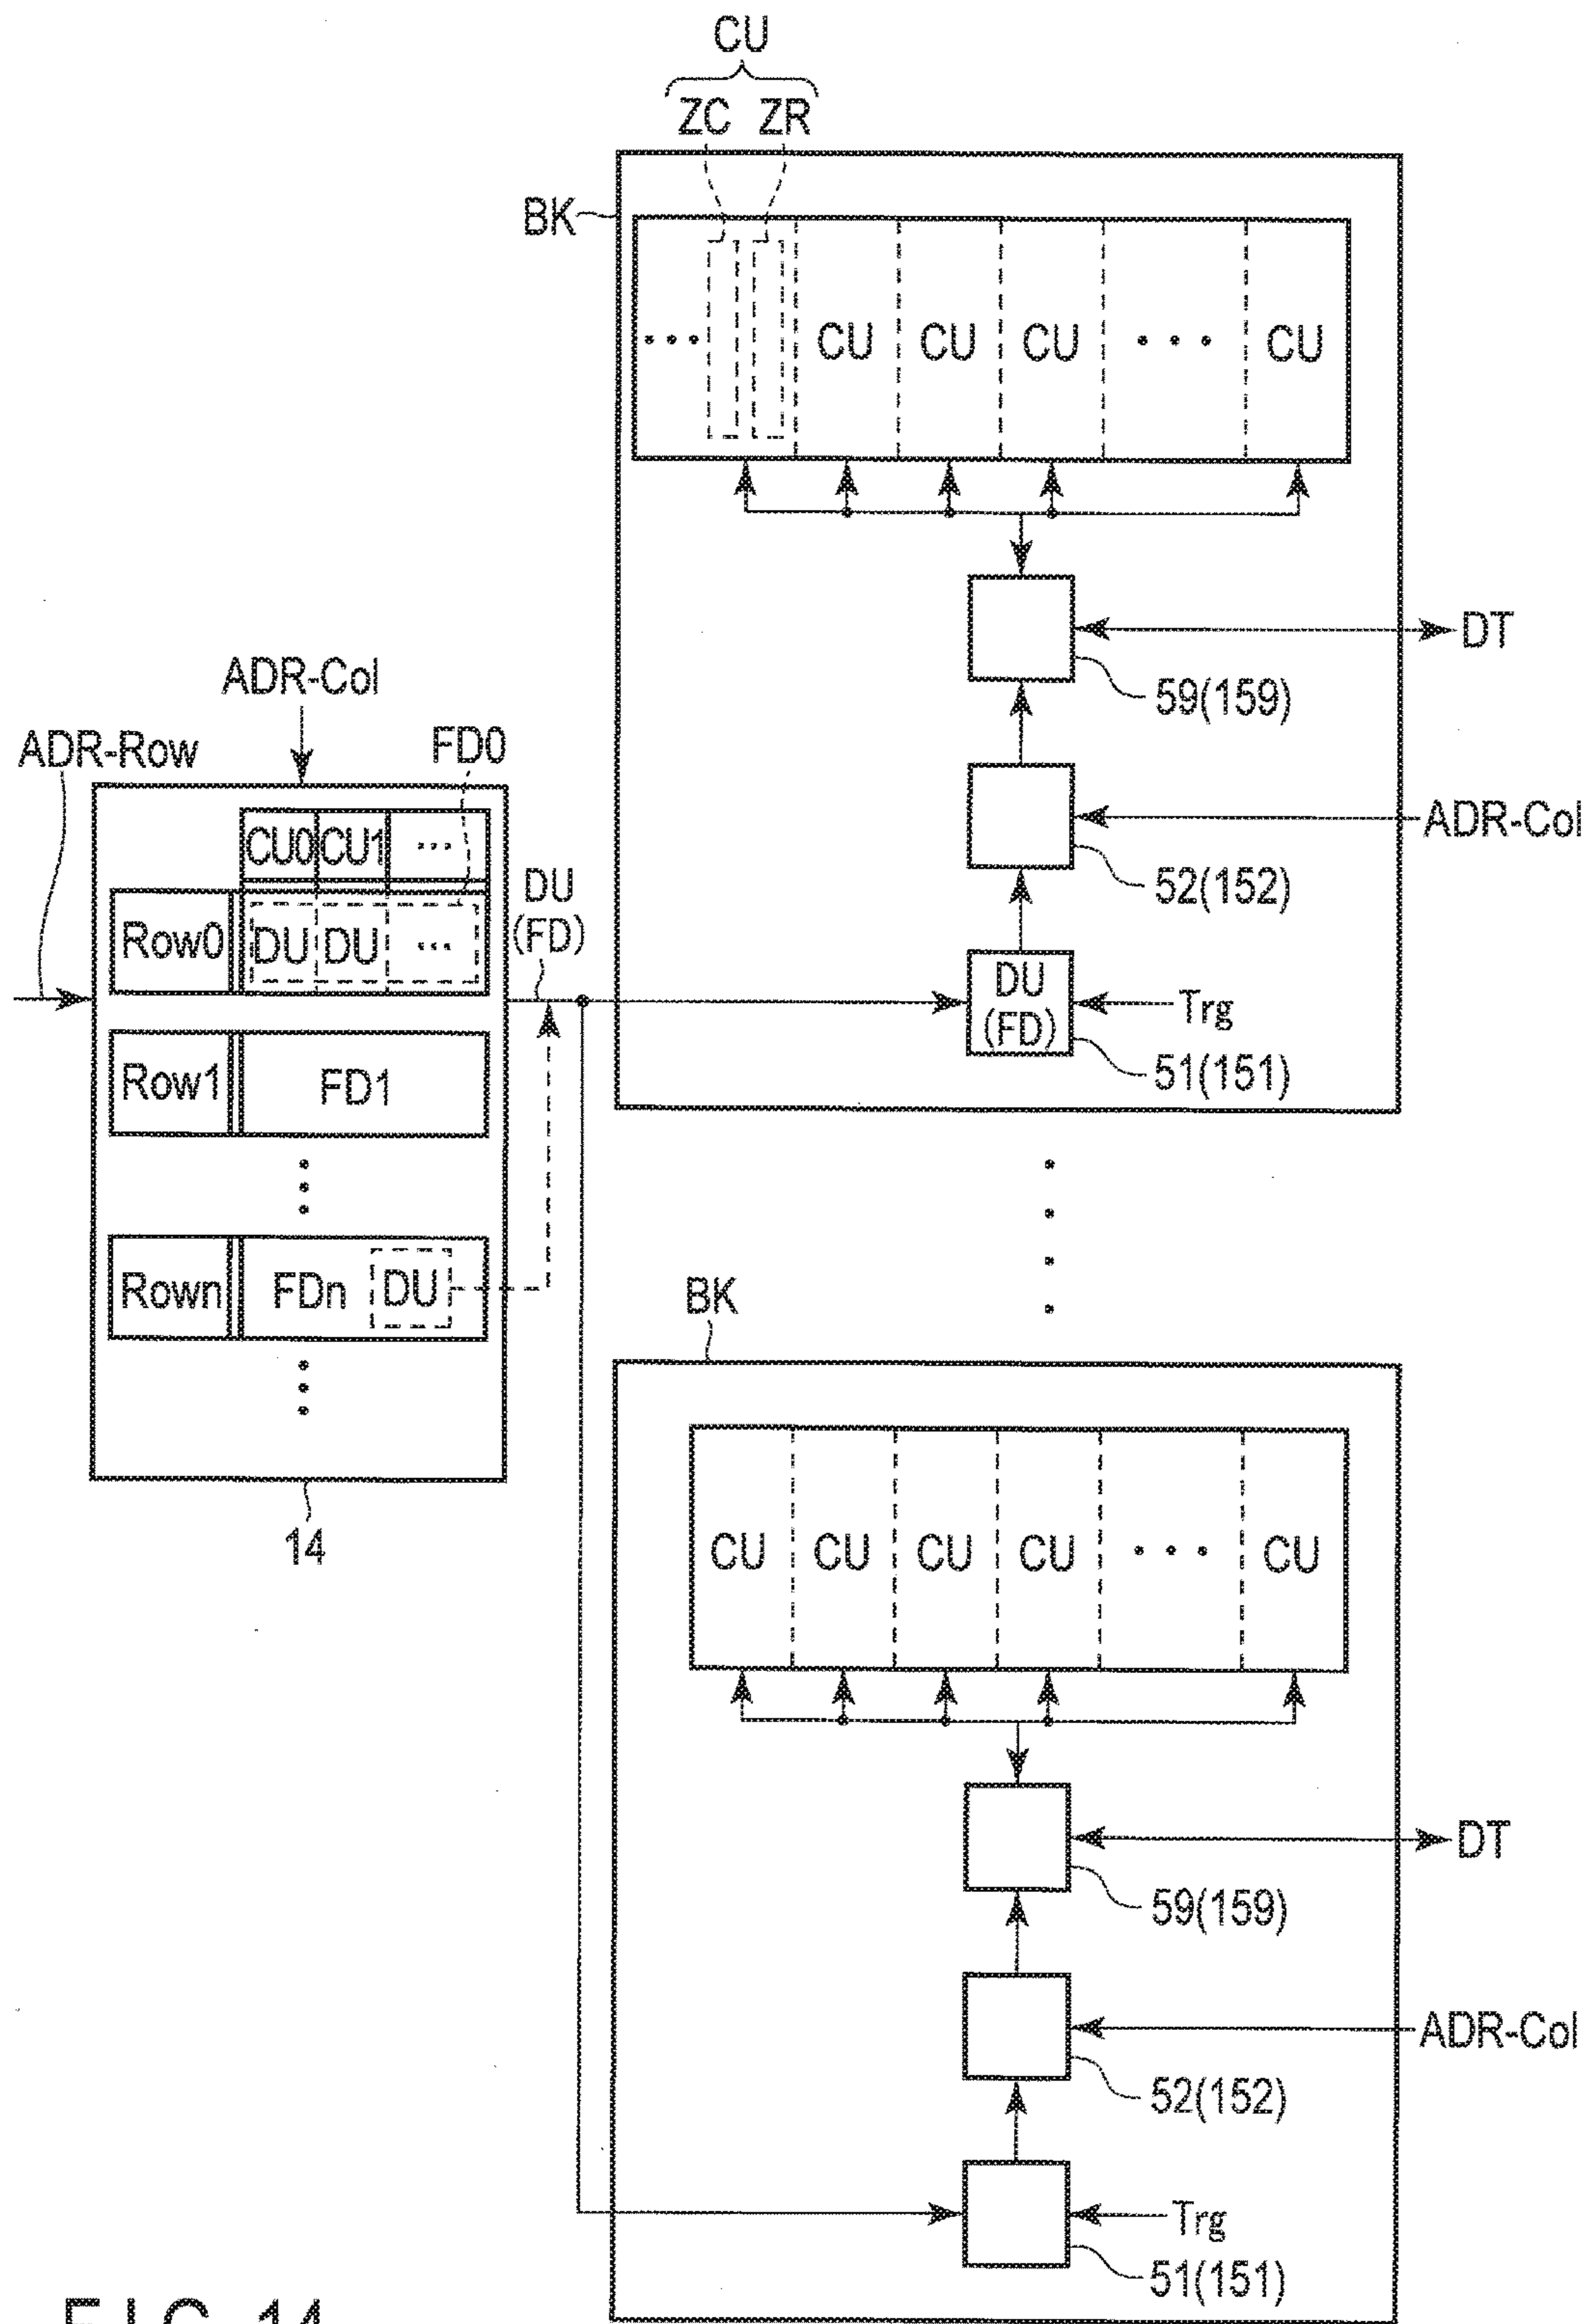 CU
ZC ZR
BK
... CU CU CU ... CU
DT
59(159)
ADR-Col
52(152)
DU
(FD)
Trg
51(151)
ADR-Col
ADR-Row
FD0
CU0 CU1 ...
Row0 DU DU ...
DU
(FD)
Row1 FD1
Rown FDn DU
14
BK
CU CU CU CU ... CU
DT
59(159)
ADR-Col
52(152)
Trg
51(151)
FIG. 14